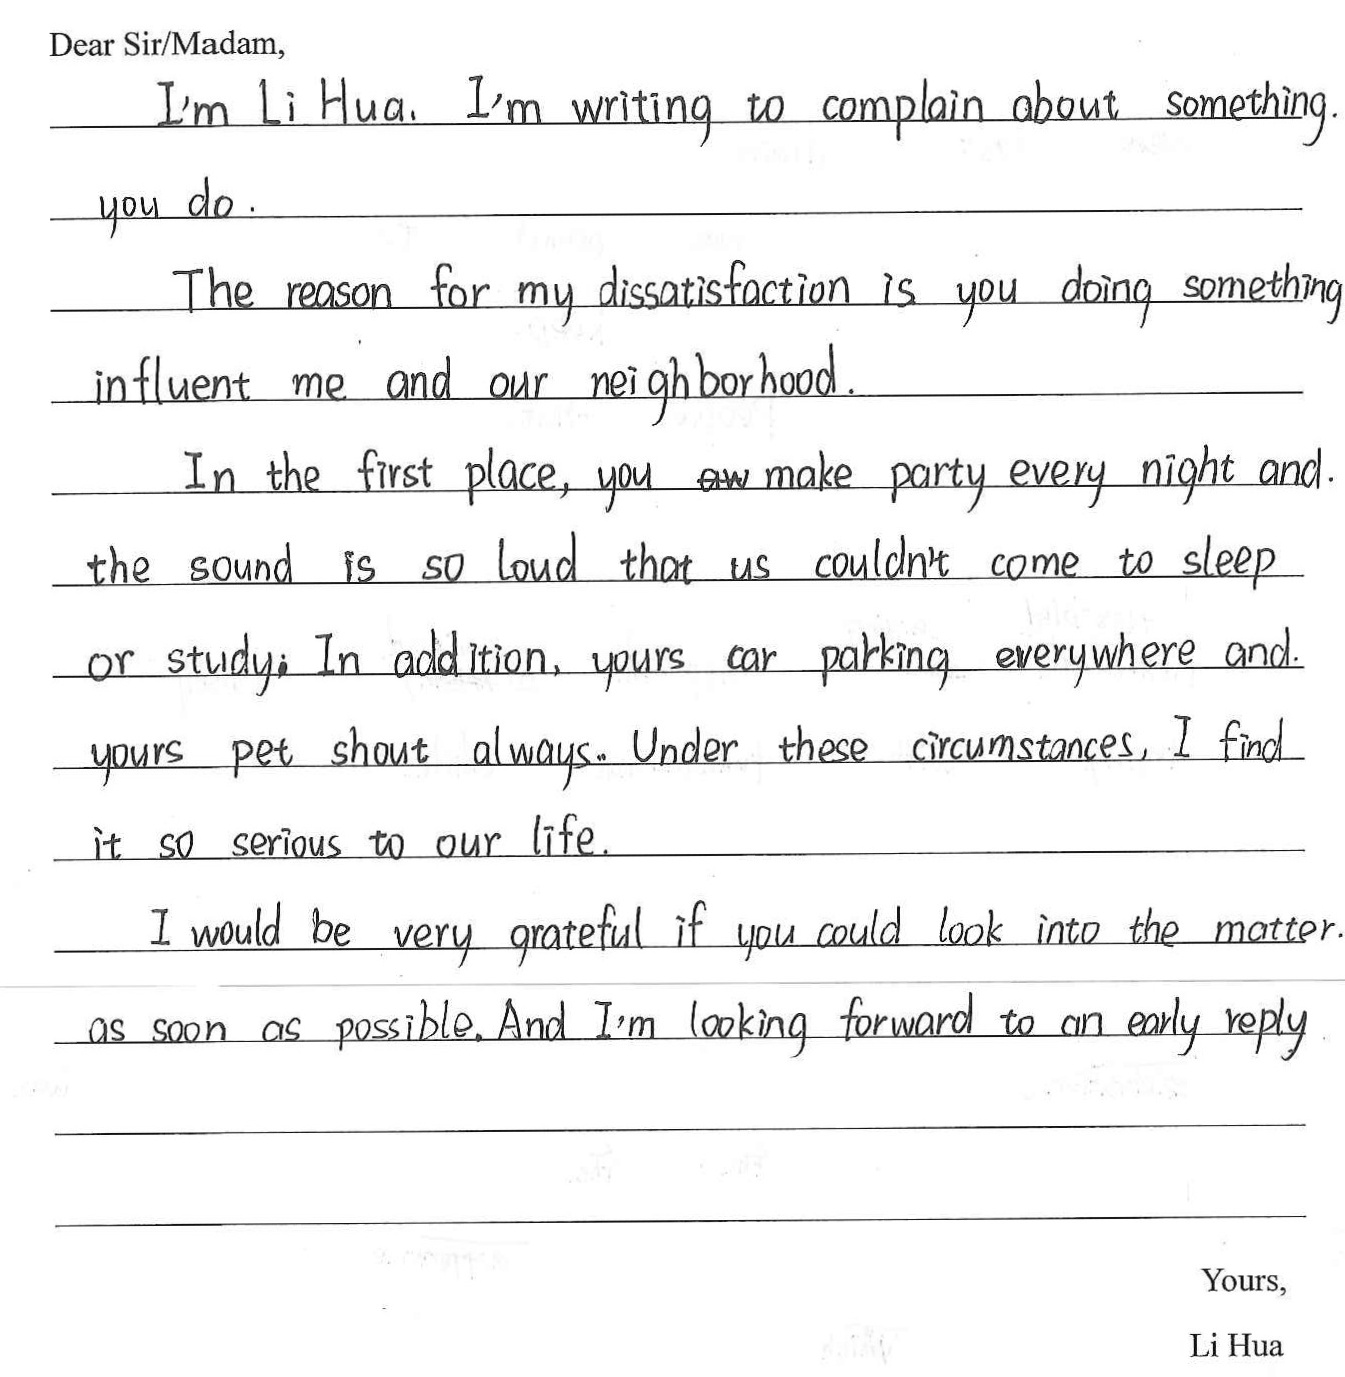 Dear Sir/Madam,
I'm Li Hua. I'm writing to complain about something.
you do.
The reason for my dissatisfaction is you doing something
influent me and our neighborhood.
In the first place, you make party every night and.
the sound is so loud that us couldn't come to sleep
or study; In addition, yours car parking everywhere and.
yours pet shout always.. Under these circumstances, I find
it so serious to our life.
I would be very grateful if you could look into the matter.
as soon as possible. And I'm looking forward to an early reply.
Yours,
Li Hua